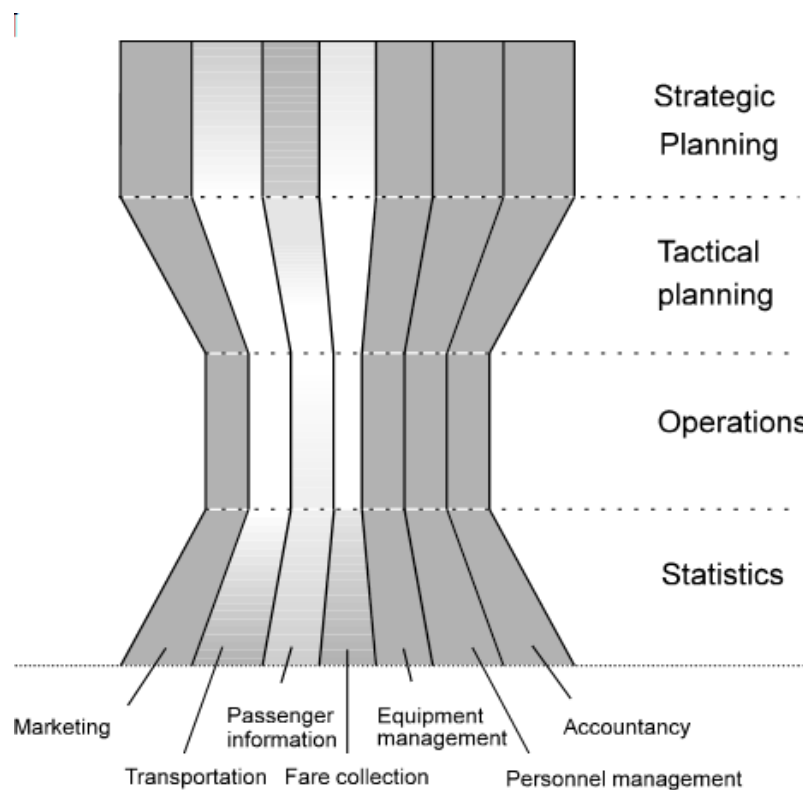 Strategic
Planning
Tactical
planning
Operations
Statistics
Marketing
Transportation
Passenger
information
Fare collection
Equipment
management
Personnel management
Accountancy